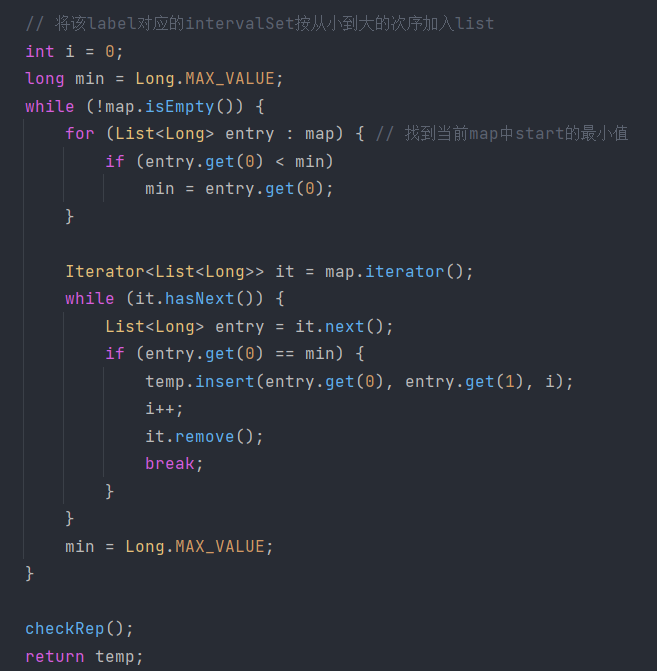 // 将该label对应的intervalSet按从小到大的次序加入list
int i = 0;
long min = Long.MAX_VALUE;
while (!map.isEmpty()) {
    for (List<Long> entry : map) { // 找到当前map中start的最小值
        if (entry.get(0) < min)
            min = entry.get(0);
    }

    Iterator<List<Long>> it = map.iterator();
    while (it.hasNext()) {
        List<Long> entry = it.next();
        if (entry.get(0) == min) {
            temp.insert(entry.get(0), entry.get(1), i);
            i++;
            it.remove();
            break;
        }
    }
    min = Long.MAX_VALUE;
}

checkRep();
return temp;